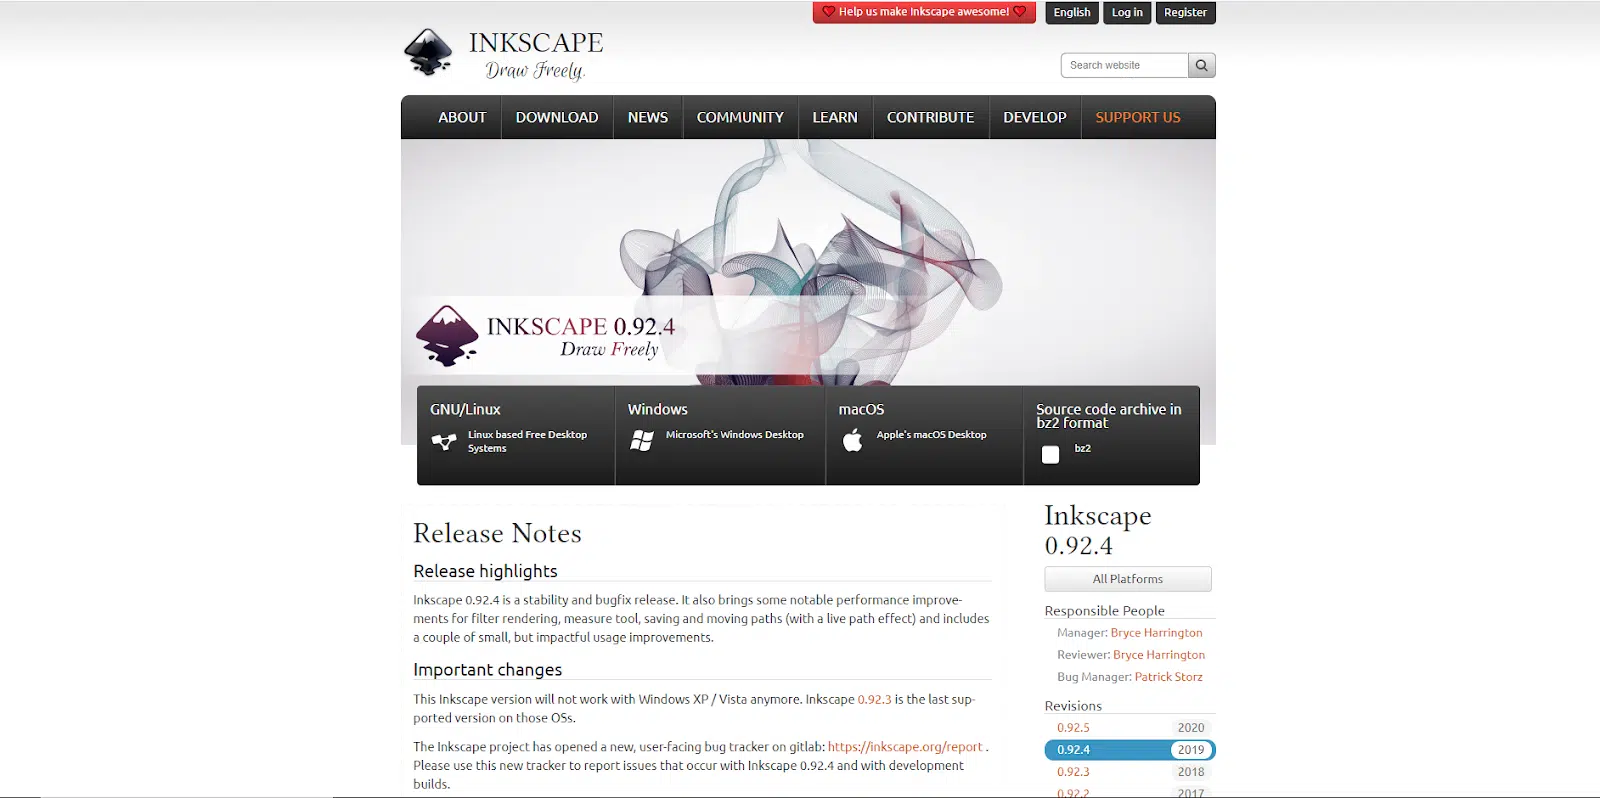 Help us make Inkscape awesome!
English
Log in
Register
INKSCAPE
Draw Freely.
Search website
ABOUT
DOWNLOAD
NEWS
COMMUNITY
LEARN
CONTRIBUTE
DEVELOP
SUPPORT US
INKSCAPE 0.92.4
Draw Freely
GNU/Linux
Linux based Free Desktop
Systems
Windows
Microsoft's Windows Desktop
macOS
Apple's macOS Desktop
Source code archive in
bz2 format
bz2
Release Notes
Release highlights
Inkscape 0.92.4 is a stability and bugfix release. It also brings some notable performance improve-
ments for filter rendering, measure tool, saving and moving paths (with a live path effect) and includes
a couple of small, but impactful usage improvements.
Important changes
This Inkscape version will not work with Windows XP / Vista anymore. Inkscape 0.92.3 is the last sup-
ported version on those OSs.
The Inkscape project has opened a new, user-facing bug tracker on gitlab: https://inkscape.org/report .
Please use this new tracker to report issues that occur with Inkscape 0.92.4 and with development
builds.
Inkscape
0.92.4
All Platforms
Responsible People
Manager: Bryce Harrington
Reviewer: Bryce Harrington
Bug Manager: Patrick Storz
Revisions
0.92.5 2020
0.92.4 2019
0.92.3 2018
0.92.2 2017